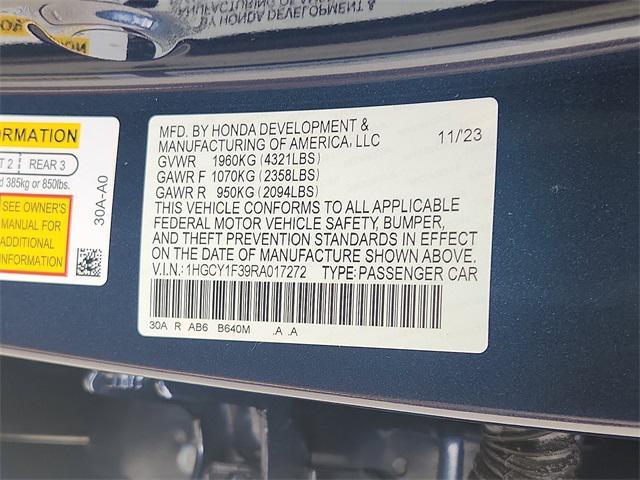 ORMATION
T 2 REAR 3
d 385kg or 850lbs.
SEE OWNER'S
MANUAL FOR
ADDITIONAL
INFORMATION
30A-A0
MFD. BY HONDA DEVELOPMENT &
MANUFACTURING OF AMERICA, LLC 11/23
GVWR 1960KG (4321LBS)
GAWR F 1070KG (2358LBS)
GAWR R 950KG (2094LBS)
THIS VEHICLE CONFORMS TO ALL APPLICABLE
FEDERAL MOTOR VEHICLE SAFETY, BUMPER,
AND THEFT PREVENTION STANDARDS IN EFFECT
ON THE DATE OF MANUFACTURE SHOWN ABOVE.
V.I.N.:1HGCY1F39RA017272 TYPE:PASSENGER CAR
30A R AB6 B640M .A .A